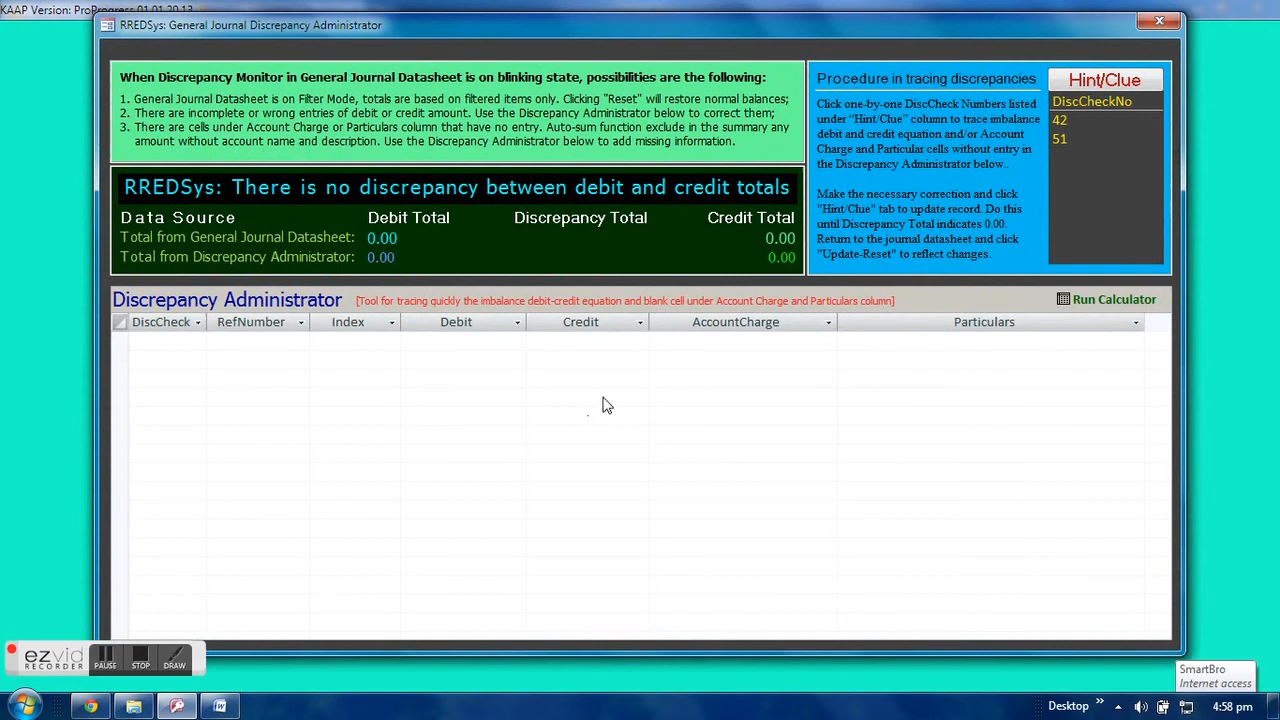 KAAP Version: ProProgress 01.01.20.13
RREDSys: General Journal Discrepancy Administrator
When Discrepancy Monitor in General Journal Datasheet is on blinking state, possibilities are the following:
1. General Journal Datasheet is on Filter Mode, totals are based on filtered items only. Clicking "Reset" will restore normal balances;
2. There are incomplete or wrong entries of debit or credit amount. Use the Discrepancy Administrator below to correct them;
3. There are cells under Account Charge or Particulars column that have no entry. Auto-sum function exclude in the summary any
amount without account name and description. Use the Discrepancy Administrator below to add missing information.
RREDSys: There is no discrepancy between debit and credit totals
Data Source Debit Total Discrepancy Total Credit Total
Total from General Journal Datasheet: 0.00 0.00
Total from Discrepancy Administrator: 0.00 0.00
Procedure in tracing discrepancies
Click one-by-one DiscCheck Numbers listed
under "Hint/Clue" column to trace imbalance
debit and credit equation and/or Account
Charge and Particular cells without entry in
the Discrepancy Administrator below..
Make the necessary correction and click
"Hint/Clue" tab to update record. Do this
until Discrepancy Total indicates 0.00.
Return to the journal datasheet and click
"Update-Reset" to reflect changes.
Hint/Clue
DiscCheckNo
42
51
Discrepancy Administrator [Tool for tracing quickly the imbalance debit-credit equation and blank cell under Account Charge and Particulars column] Run Calculator
DiscCheck RefNumber Index Debit Credit AccountCharge Particulars
ezvid
RECORDER
PAUSE STOP DRAW
SmartBro
Internet access
Desktop » 4:58 pm